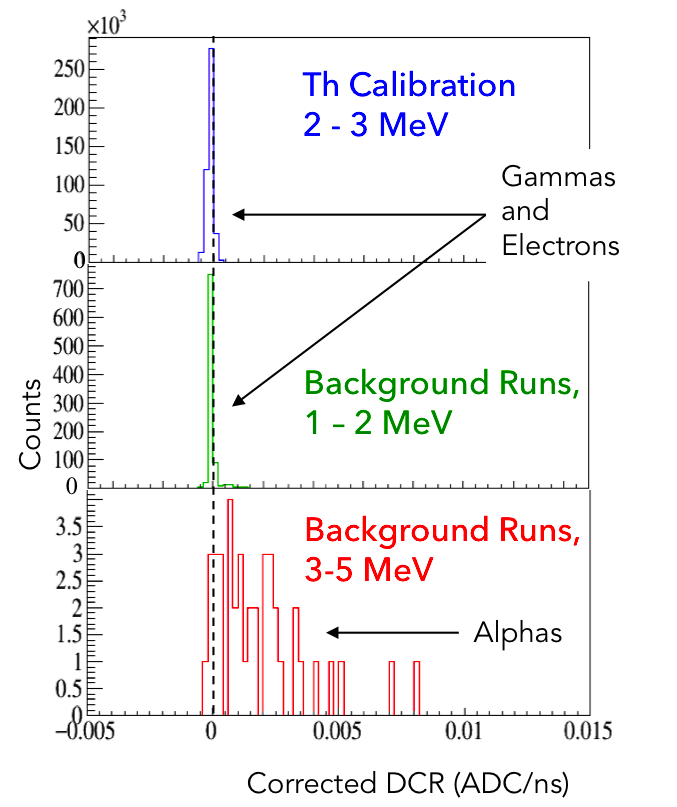 ×10³
250
200
150
100
50
0
Th Calibration
2 - 3 MeV
Gammas
and
Electrons
700
600
500
400
300
200
100
0
Background Runs,
1 – 2 MeV
Counts
3.5
3
2.5
2
1.5
1
0.5
0
Background Runs,
3-5 MeV
Alphas
−0.005 0 0.005 0.01 0.015
Corrected DCR (ADC/ns)